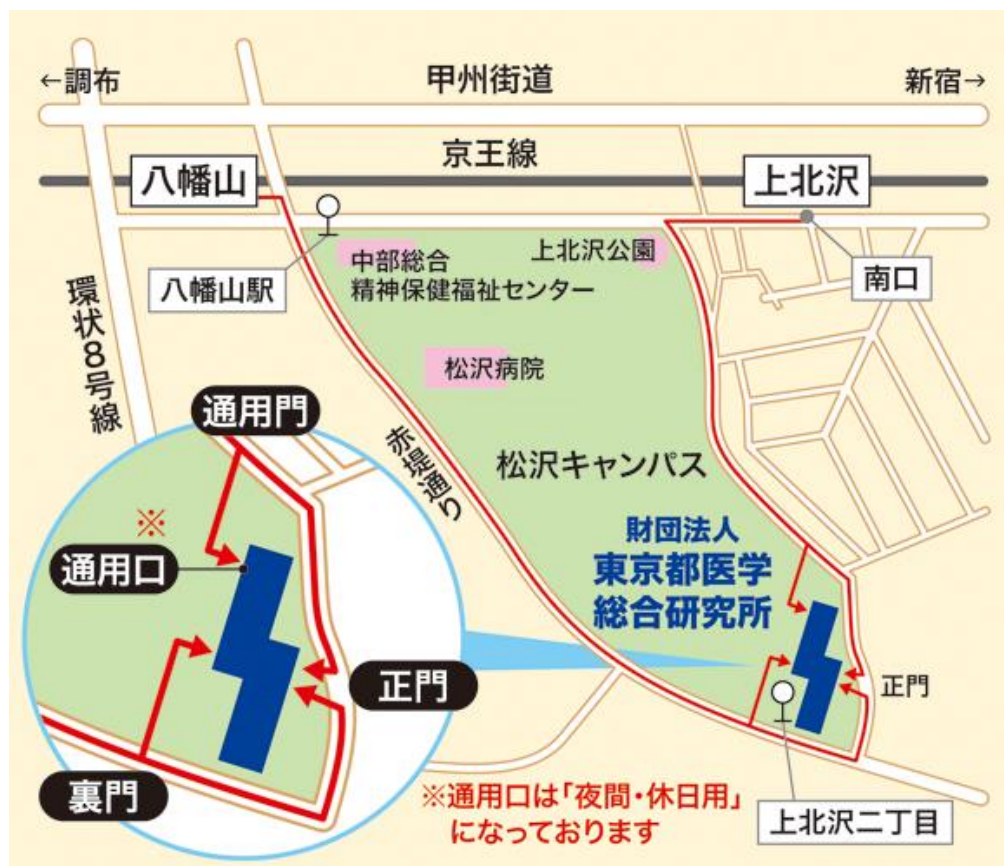 ←調布
甲州街道
新宿→
京王線
八幡山
上北沢
八幡山駅
中部総合
精神保健福祉センター
上北沢公園
南口
環状8号線
松沢病院
通用門
赤堤通り
松沢キャンパス
※
通用口
財団法人
東京都医学
総合研究所
正門
正門
裏門
※通用口は「夜間・休日用」
になっております
上北沢二丁目